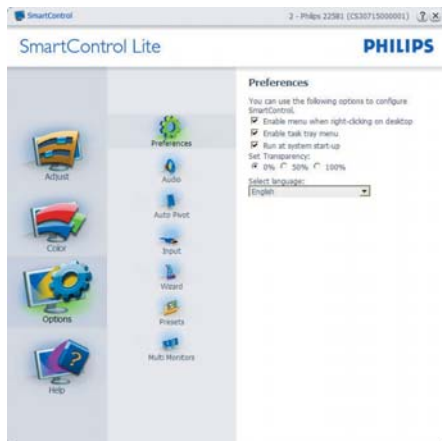 SmartControl
2 - Philips 225B1 (CS30715000001)
SmartControl Lite
PHILIPS
Adjust
Color
Options
Help
Preferences
Audio
Auto Pivot
Input
Wizard
Presets
Multi Monitors
Preferences
You can use the following options to configure
SmartControl.
Enable menu when right-clicking on desktop
Enable task tray menu
Run at system start-up
Set Transparency:
0% 50% 100%
Select language:
English